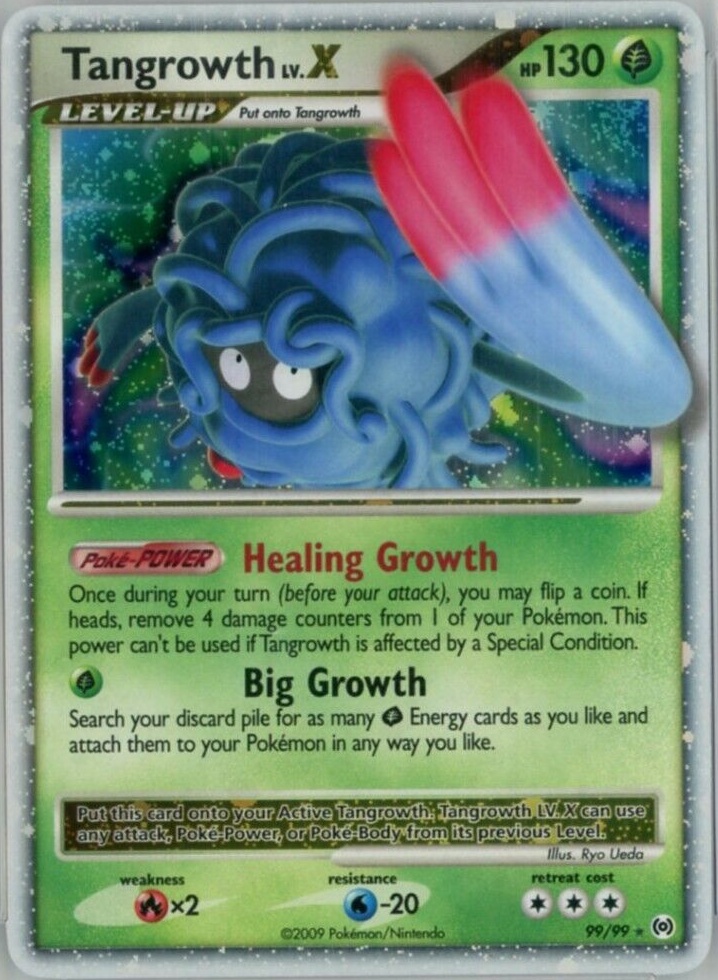 Tangrowth LV.X HP 130
LEVEL-UP Put onto Tangrowth
Poké-POWER Healing Growth
Once during your turn (before your attack), you may flip a coin. If
heads, remove 4 damage counters from 1 of your Pokémon. This
power can't be used if Tangrowth is affected by a Special Condition.
Big Growth
Search your discard pile for as many Energy cards as you like and
attach them to your Pokémon in any way you like.
Put this card onto your Active Tangrowth. Tangrowth LV. X can use
any attack, Poké-Power, or Poké-Body from its previous Level.
Illus. Ryo Ueda
weakness resistance retreat cost
×2 -20
©2009 Pokémon/Nintendo 99/99